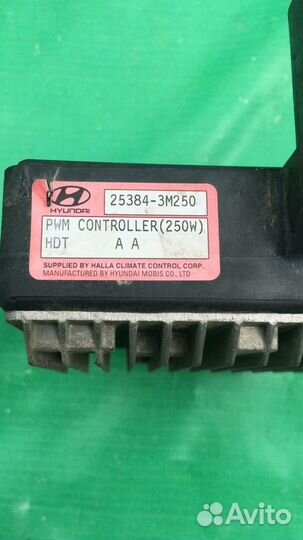 25384-3M250
HYUNDAI
PWM CONTROLLER(250W)
HDT A A
SUPPLIED BY HALLA CLIMATE CONTROL CORP.
MANUFACTURED BY HYUNDAI MOBIS CO., LTD
Avito